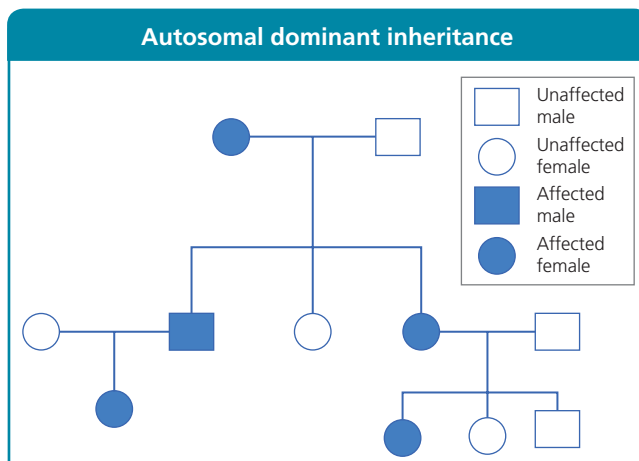 Autosomal dominant inheritance
Unaffected
male
Unaffected
female
Affected
male
Affected
female